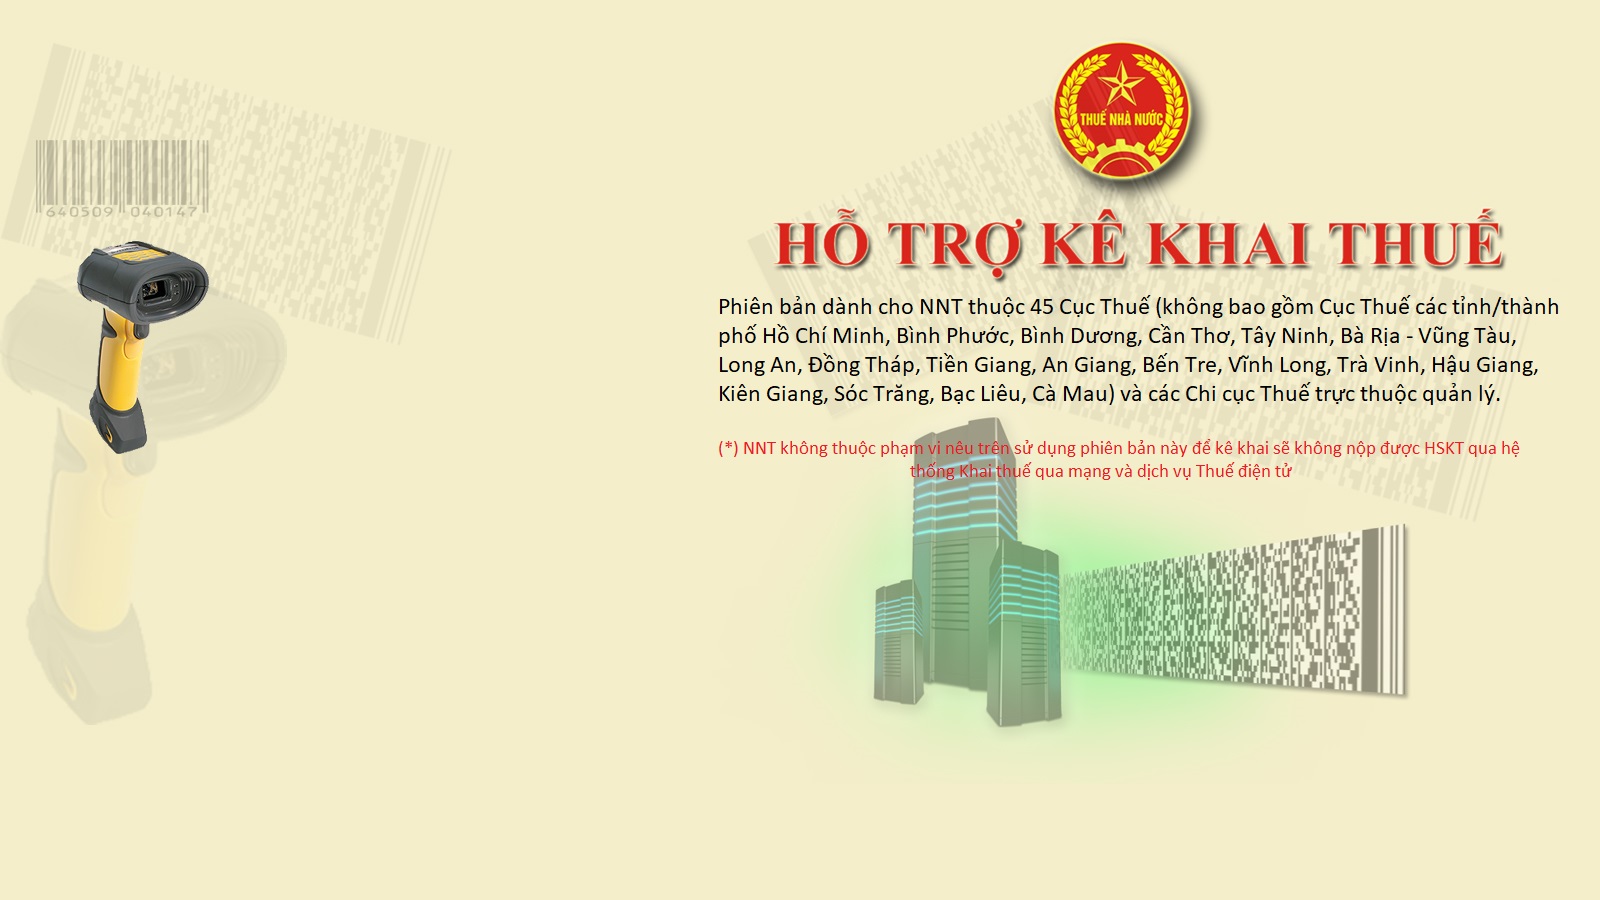 THUẾ NHÀ NƯỚC
640509 040147
HỖ TRỢ KÊ KHAI THUẾ
Phiên bản dành cho NNT thuộc 45 Cục Thuế (không bao gồm Cục Thuế các tỉnh/thành
phố Hồ Chí Minh, Bình Phước, Bình Dương, Cần Thơ, Tây Ninh, Bà Rịa - Vũng Tàu,
Long An, Đồng Tháp, Tiền Giang, An Giang, Bến Tre, Vĩnh Long, Trà Vinh, Hậu Giang,
Kiên Giang, Sóc Trăng, Bạc Liêu, Cà Mau) và các Chi cục Thuế trực thuộc quản lý.
(*) NNT không thuộc phạm vi nêu trên sử dụng phiên bản này để kê khai sẽ không nộp được HSKT qua hệ
thống Khai thuế qua mạng và dịch vụ Thuế điện tử